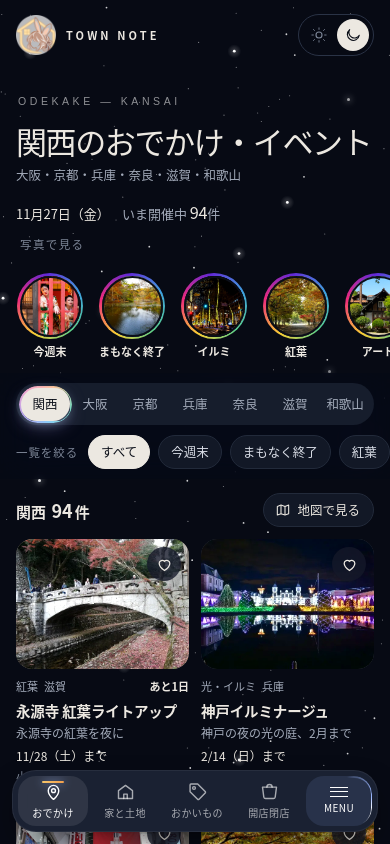 TOWN NOTE
ODEKAKE — KANSAI
関西のおでかけ・イベント
大阪・京都・兵庫・奈良・滋賀・和歌山
11月27日（金） いま開催中 94件
写真で見る
今週末 まもなく終了 イルミ 紅葉 アート
関西 大阪 京都 兵庫 奈良 滋賀 和歌山
一覧を絞る すべて 今週末 まもなく終了 紅葉
関西 94件 地図で見る
紅葉 滋賀 あと1日
永源寺 紅葉ライトアップ
永源寺の紅葉を夜に
11/28（土）まで
光・イルミ 兵庫
神戸イルミナージュ
神戸の夜の光の庭、2月まで
2/14（日）まで
おでかけ 家と土地 おかいもの 開店閉店 MENU